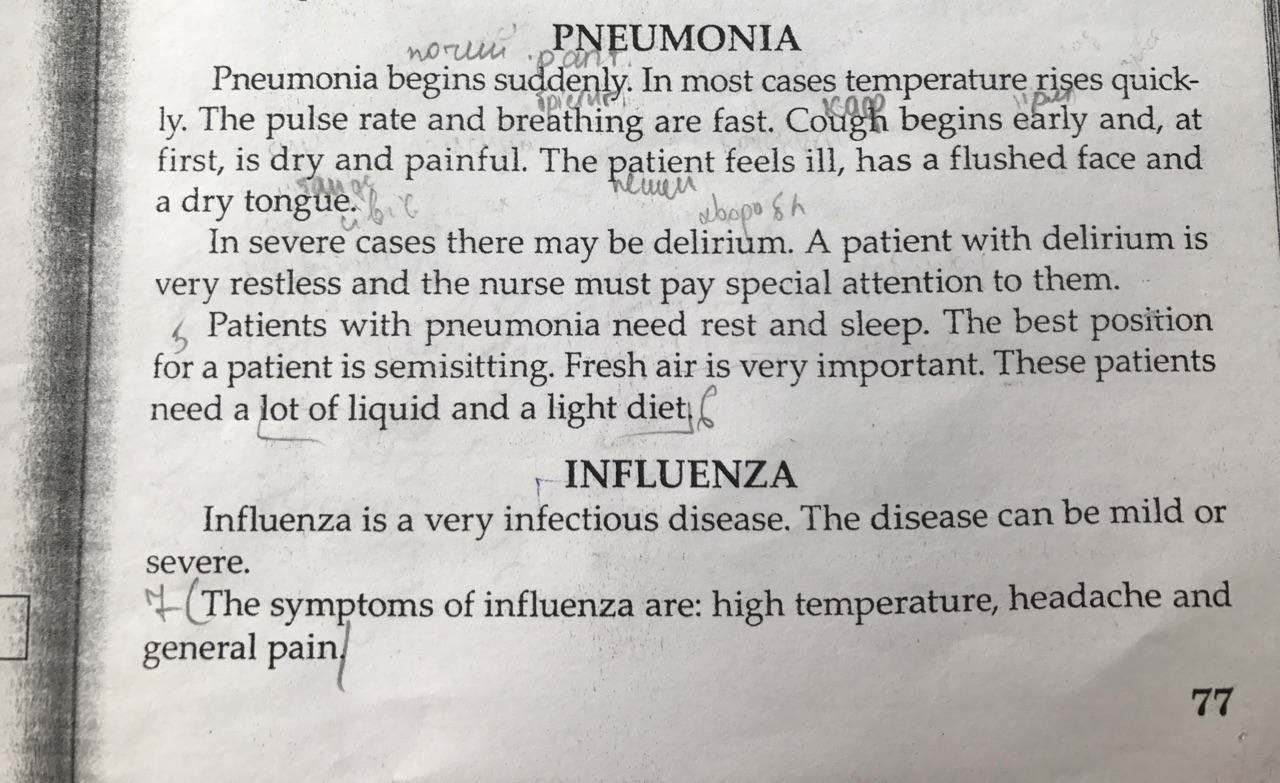 PNEUMONIA
Pneumonia begins suddenly. In most cases temperature rises quick-
ly. The pulse rate and breathing are fast. Cough begins early and, at
first, is dry and painful. The patient feels ill, has a flushed face and
a dry tongue.
In severe cases there may be delirium. A patient with delirium is
very restless and the nurse must pay special attention to them.
5 Patients with pneumonia need rest and sleep. The best position
for a patient is semisitting. Fresh air is very important. These patients
need a lot of liquid and a light diet. 6
INFLUENZA
Influenza is a very infectious disease. The disease can be mild or
severe.
7 (The symptoms of influenza are: high temperature, headache and
general pain.
77